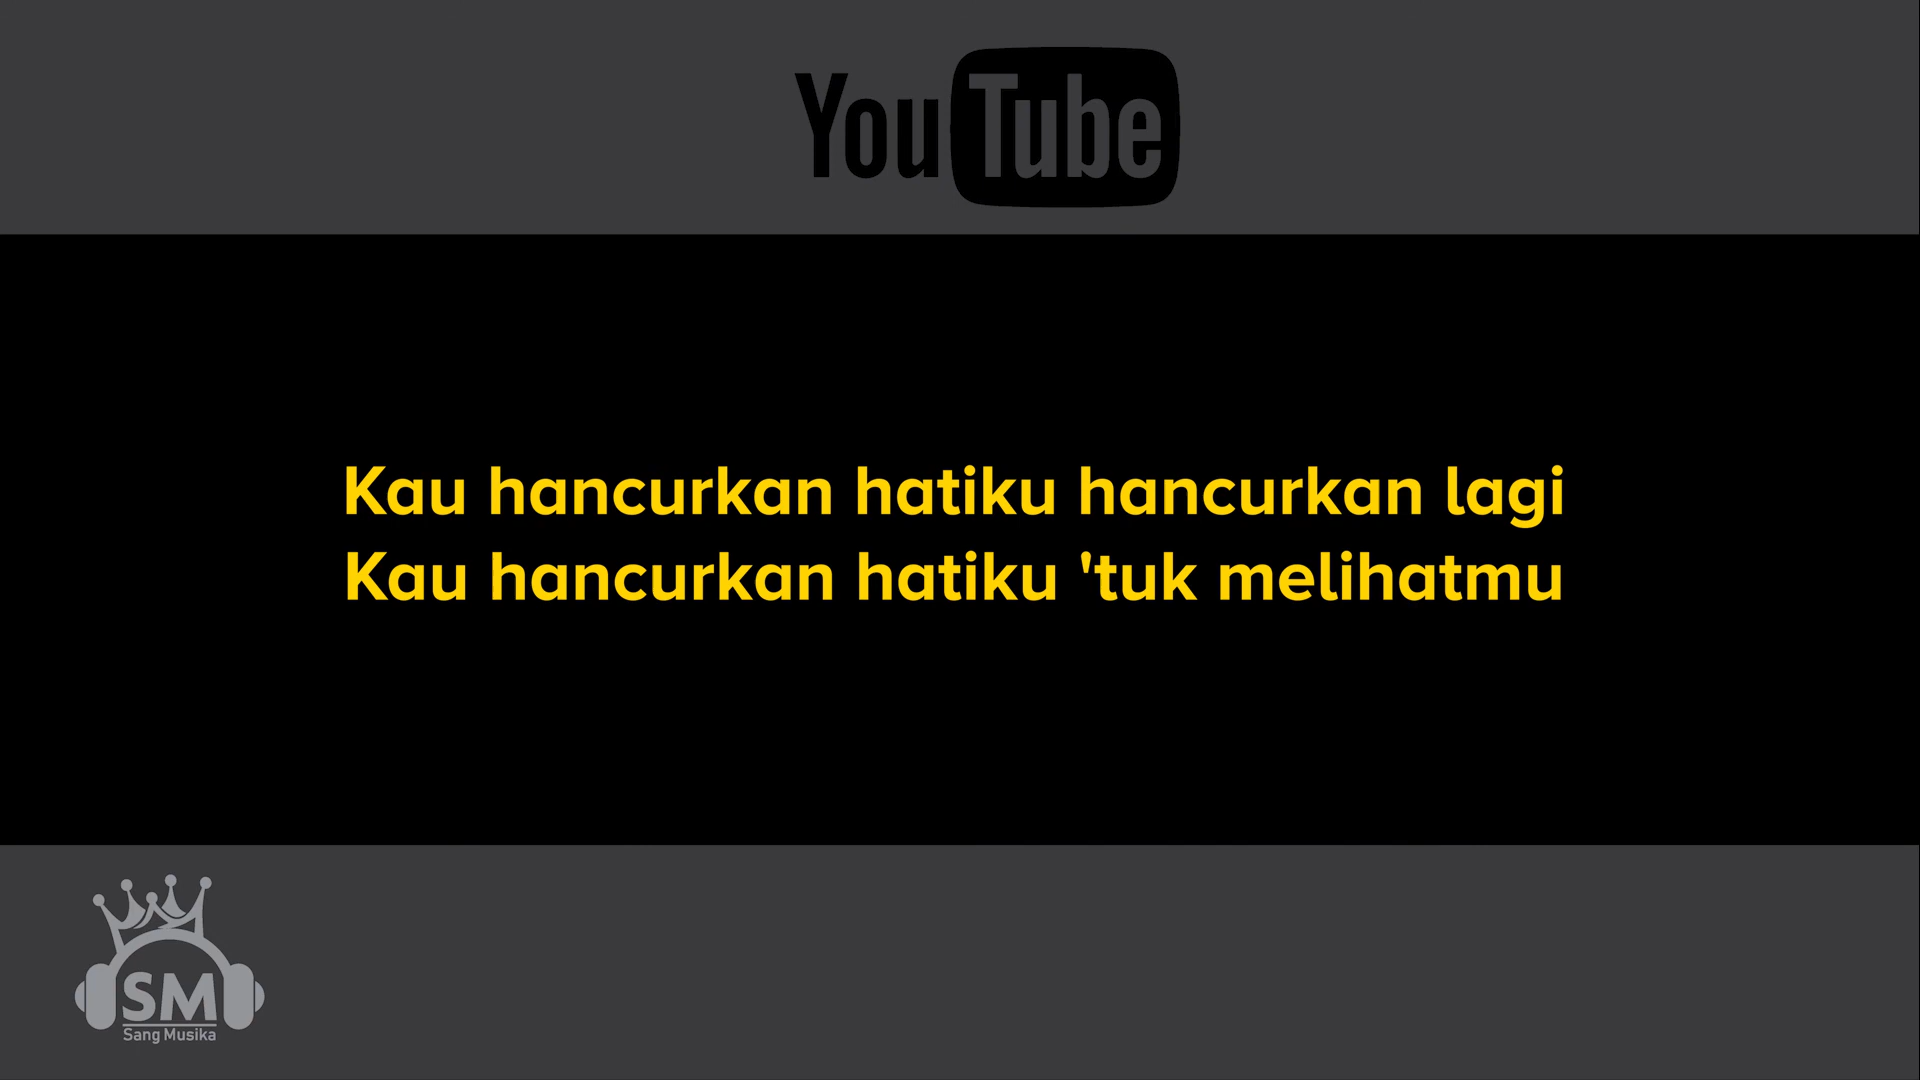 YouTube
Kau hancurkan hatiku hancurkan lagi
Kau hancurkan hatiku 'tuk melihatmu
SM
Sang Musika